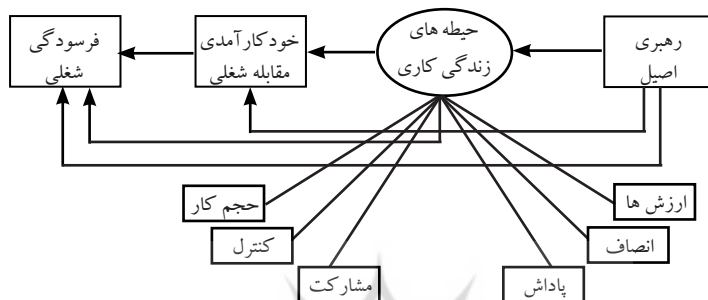 رهبری
اصیل
حیطه های
زندگی کاری
خودکارآمدی
مقابله شغلی
فرسودگی
شغلی
ارزش ها
حجم کار
انصاف
کنترل
پاداش
مشارکت